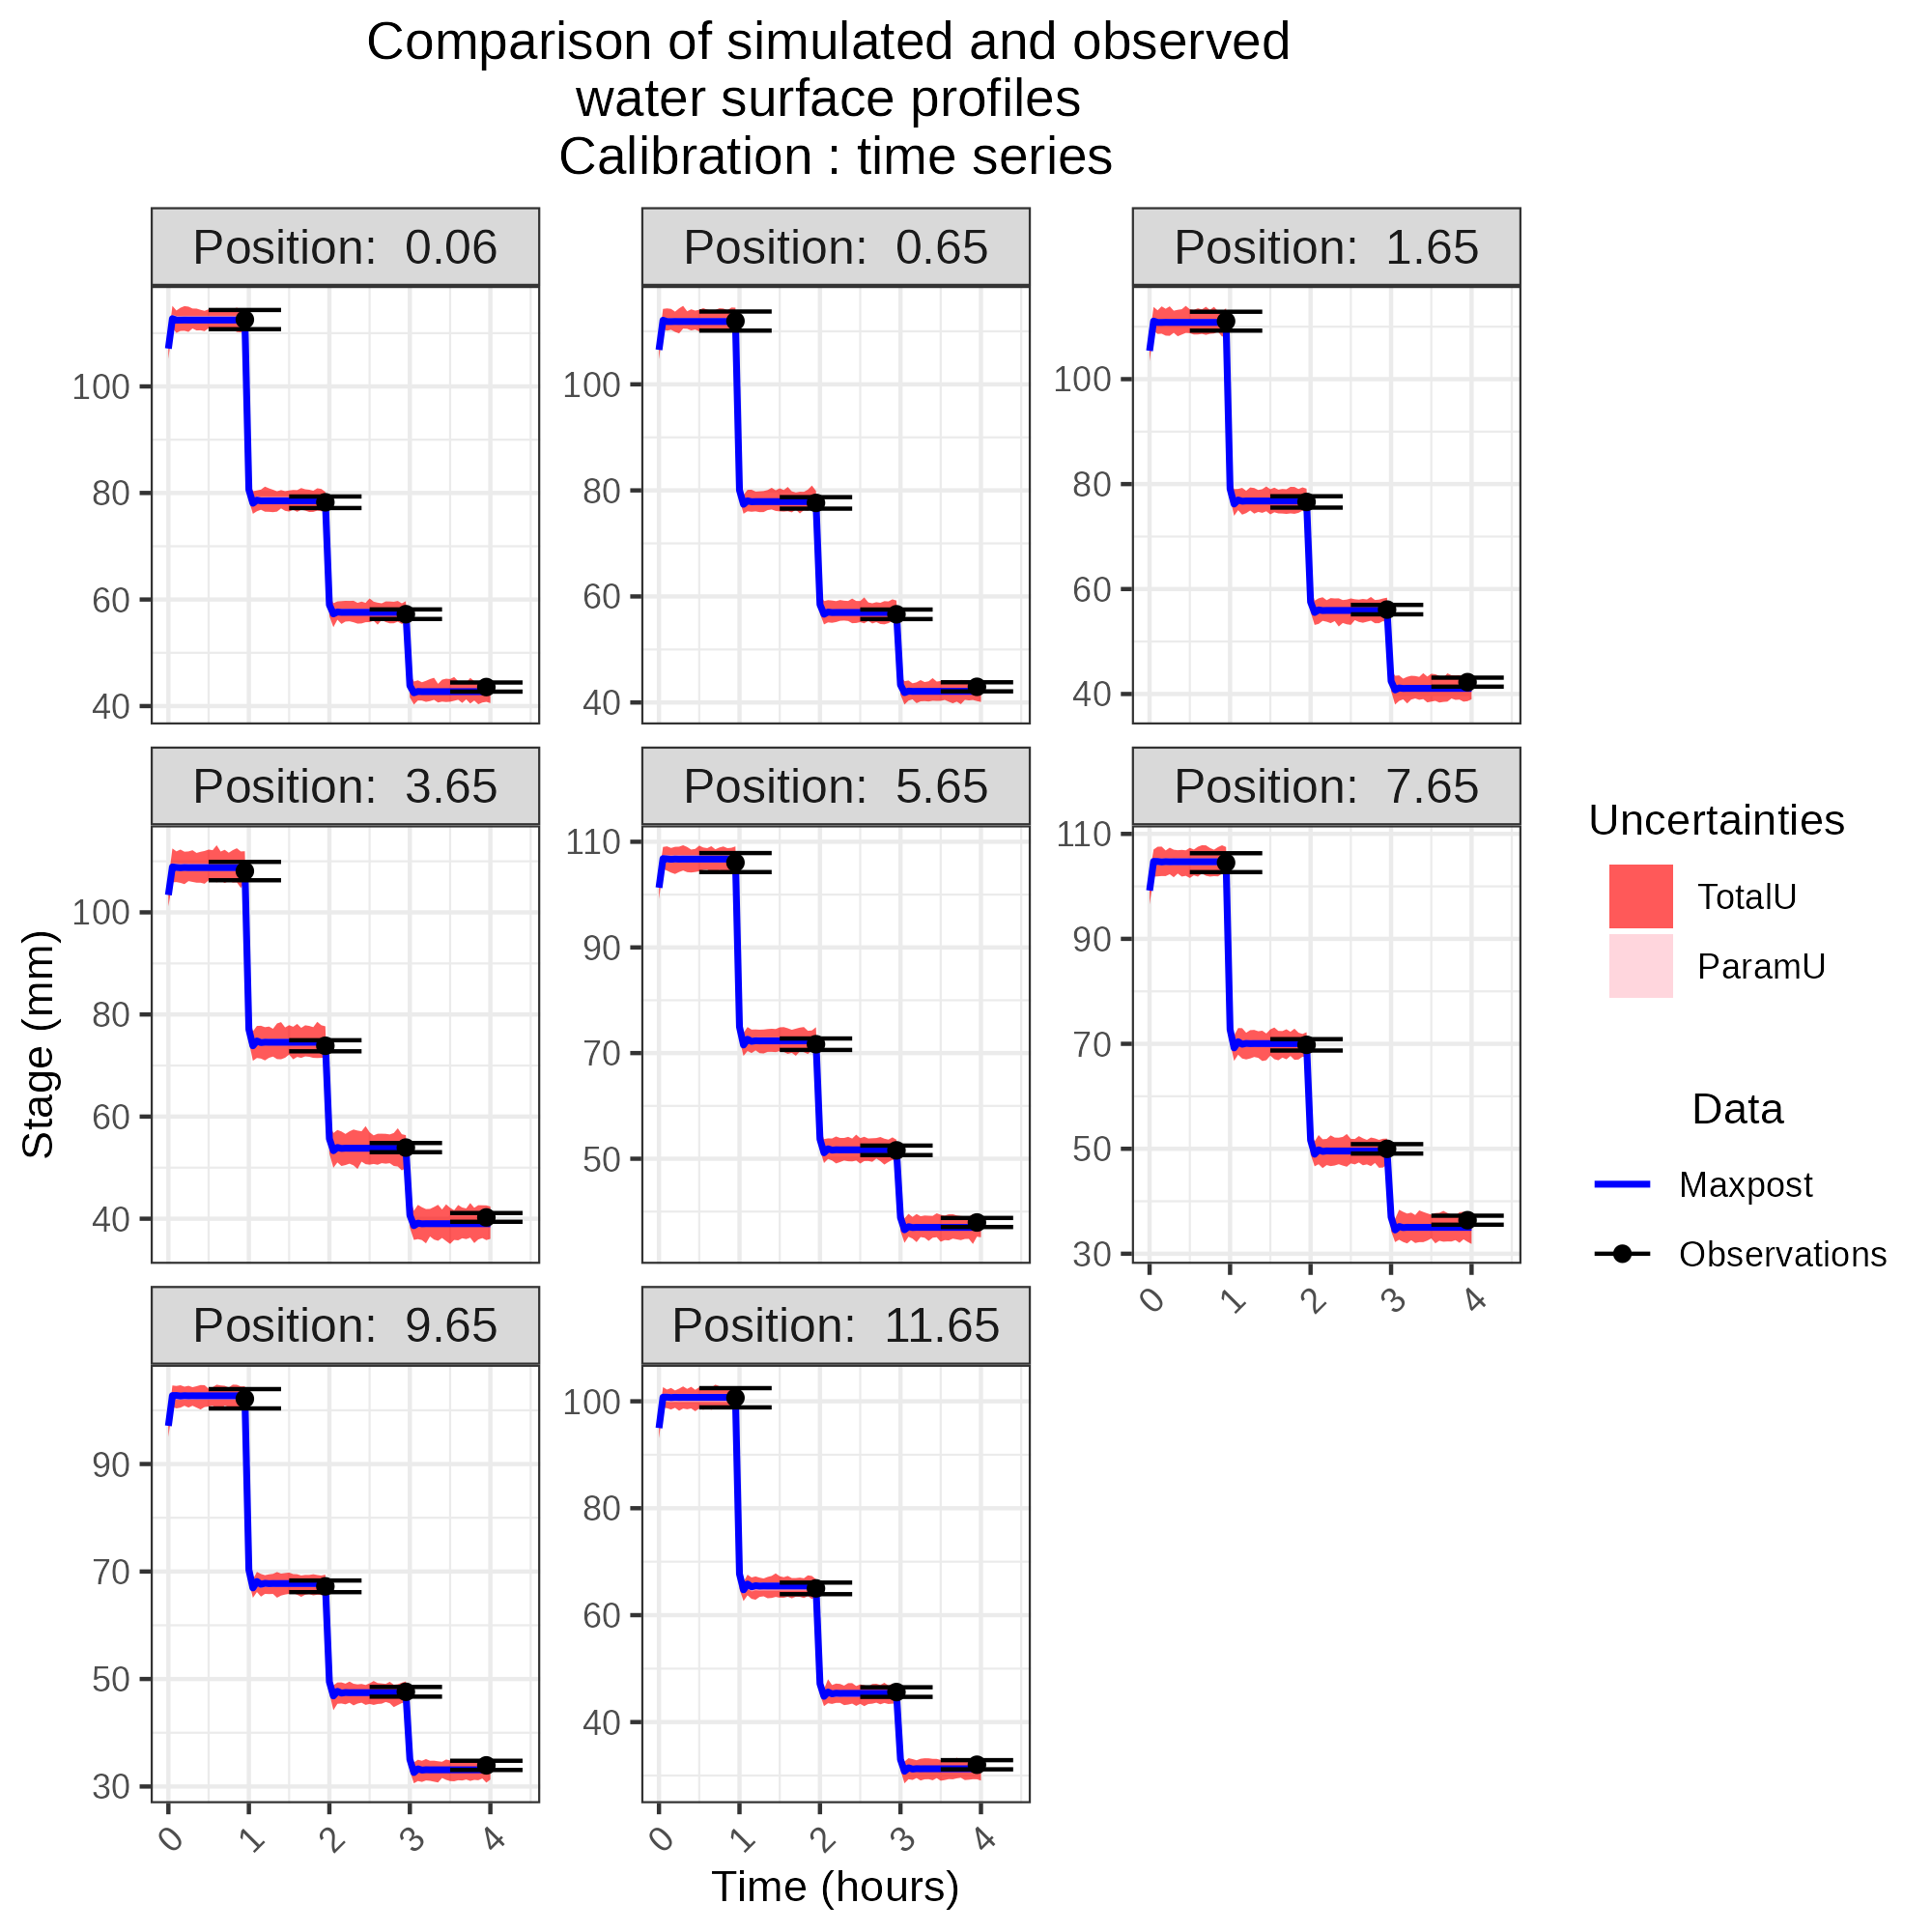 Comparison of simulated and observed
water surface profiles
Calibration : time series
Position:  0.06
Position:  0.65
Position:  1.65
100
80
60
40
100
80
60
40
100
80
60
40
Position:  3.65
Position:  5.65
Position:  7.65
100
80
60
40
110
90
70
50
110
90
70
50
30
0 1 2 3 4
Position:  9.65
Position:  11.65
90
70
50
30
100
80
60
40
0 1 2 3 4
0 1 2 3 4
Time (hours)
Stage (mm)
Uncertainties
TotalU
ParamU
Data
Maxpost
Observations